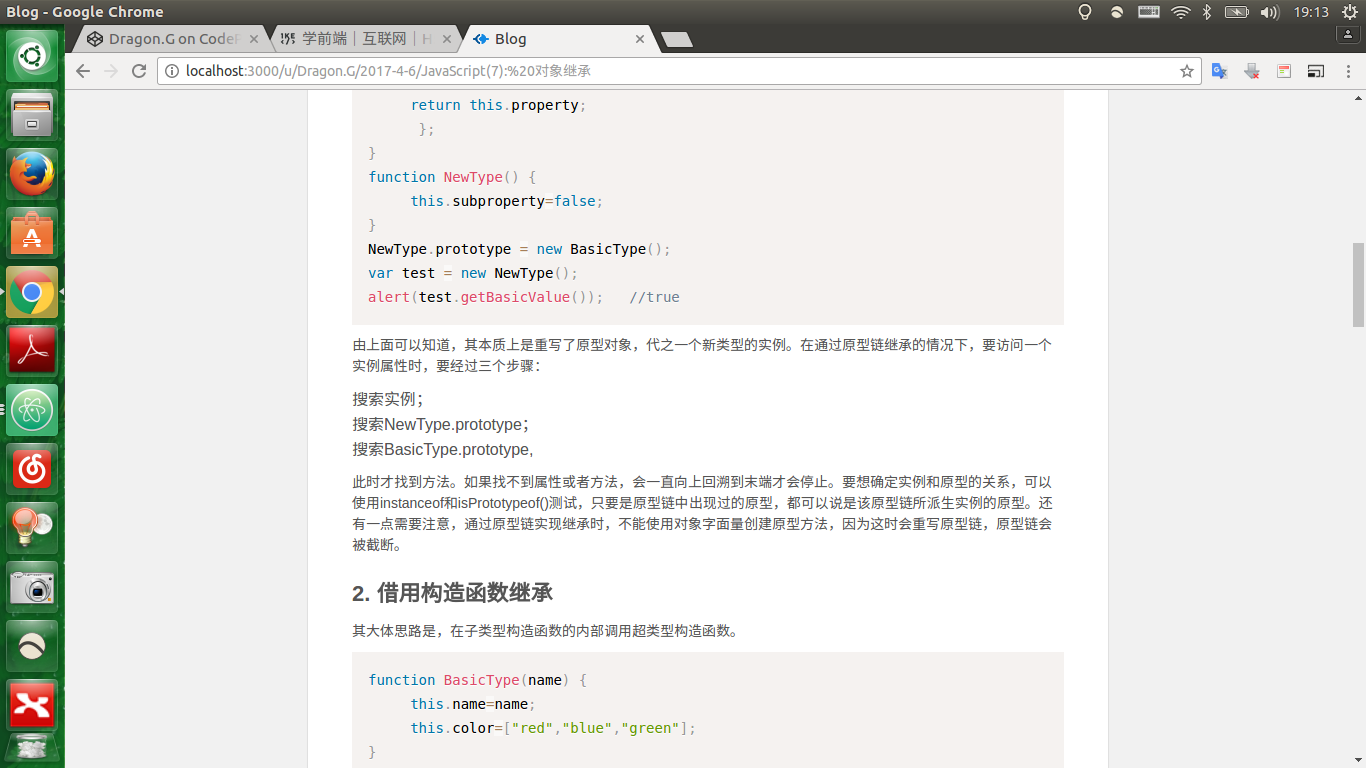 Blog - Google Chrome
19:13
Dragon.G on CodeP
学前端｜互联网｜H
Blog
localhost:3000/u/Dragon.G/2017-4-6/JavaScript(7):%20对象继承
return this.property;
};
}
function NewType() {
this.subproperty=false;
}
NewType.prototype = new BasicType();
var test = new NewType();
alert(test.getBasicValue());   //true
由上面可以知道，其本质上是重写了原型对象，代之一个新类型的实例。在通过原型链继承的情况下，要访问一个
实例属性时，要经过三个步骤：
搜索实例；
搜索NewType.prototype；
搜索BasicType.prototype,
此时才找到方法。如果找不到属性或者方法，会一直向上回溯到末端才会停止。要想确定实例和原型的关系，可以
使用instanceof和isPrototypeof()测试，只要是原型链中出现过的原型，都可以说是该原型链所派生实例的原型。还
有一点需要注意，通过原型链实现继承时，不能使用对象字面量创建原型方法，因为这时会重写原型链，原型链会
被截断。
2. 借用构造函数继承
其大体思路是，在子类型构造函数的内部调用超类型构造函数。
function BasicType(name) {
this.name=name;
this.color=["red","blue","green"];
}